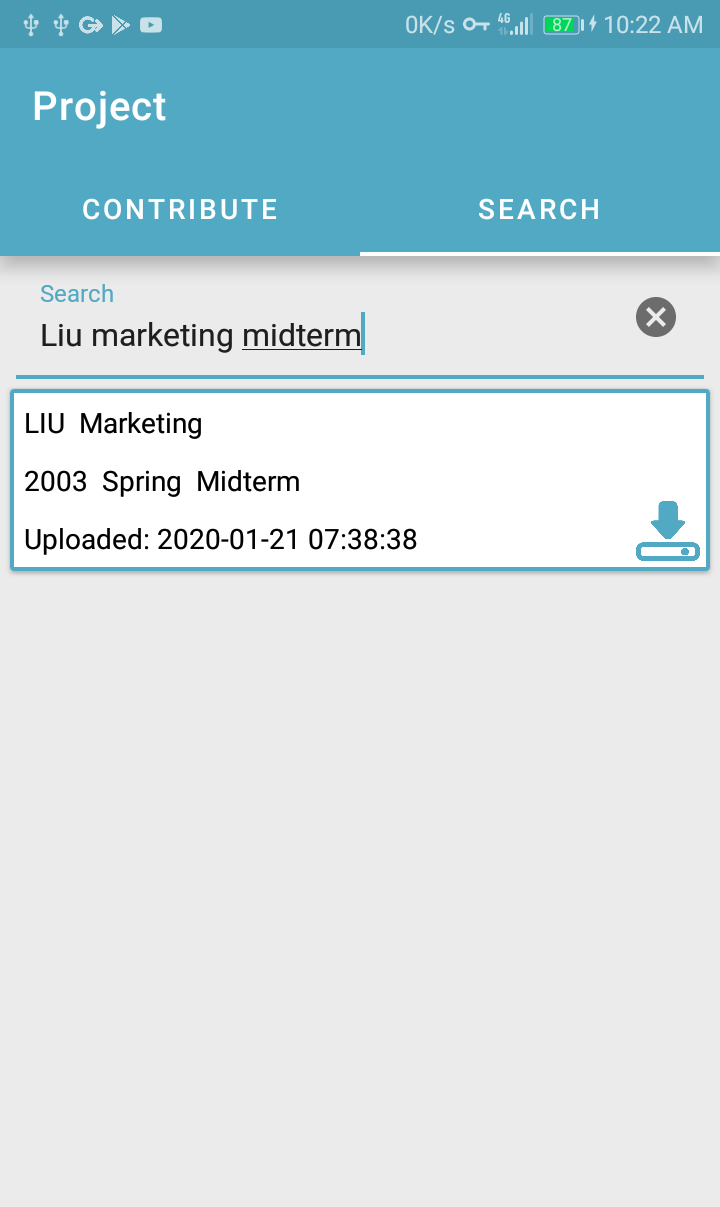 0K/s 4G 87 10:22 AM
Project
CONTRIBUTE SEARCH
Search
Liu marketing midterm
LIU Marketing
2003 Spring Midterm
Uploaded: 2020-01-21 07:38:38